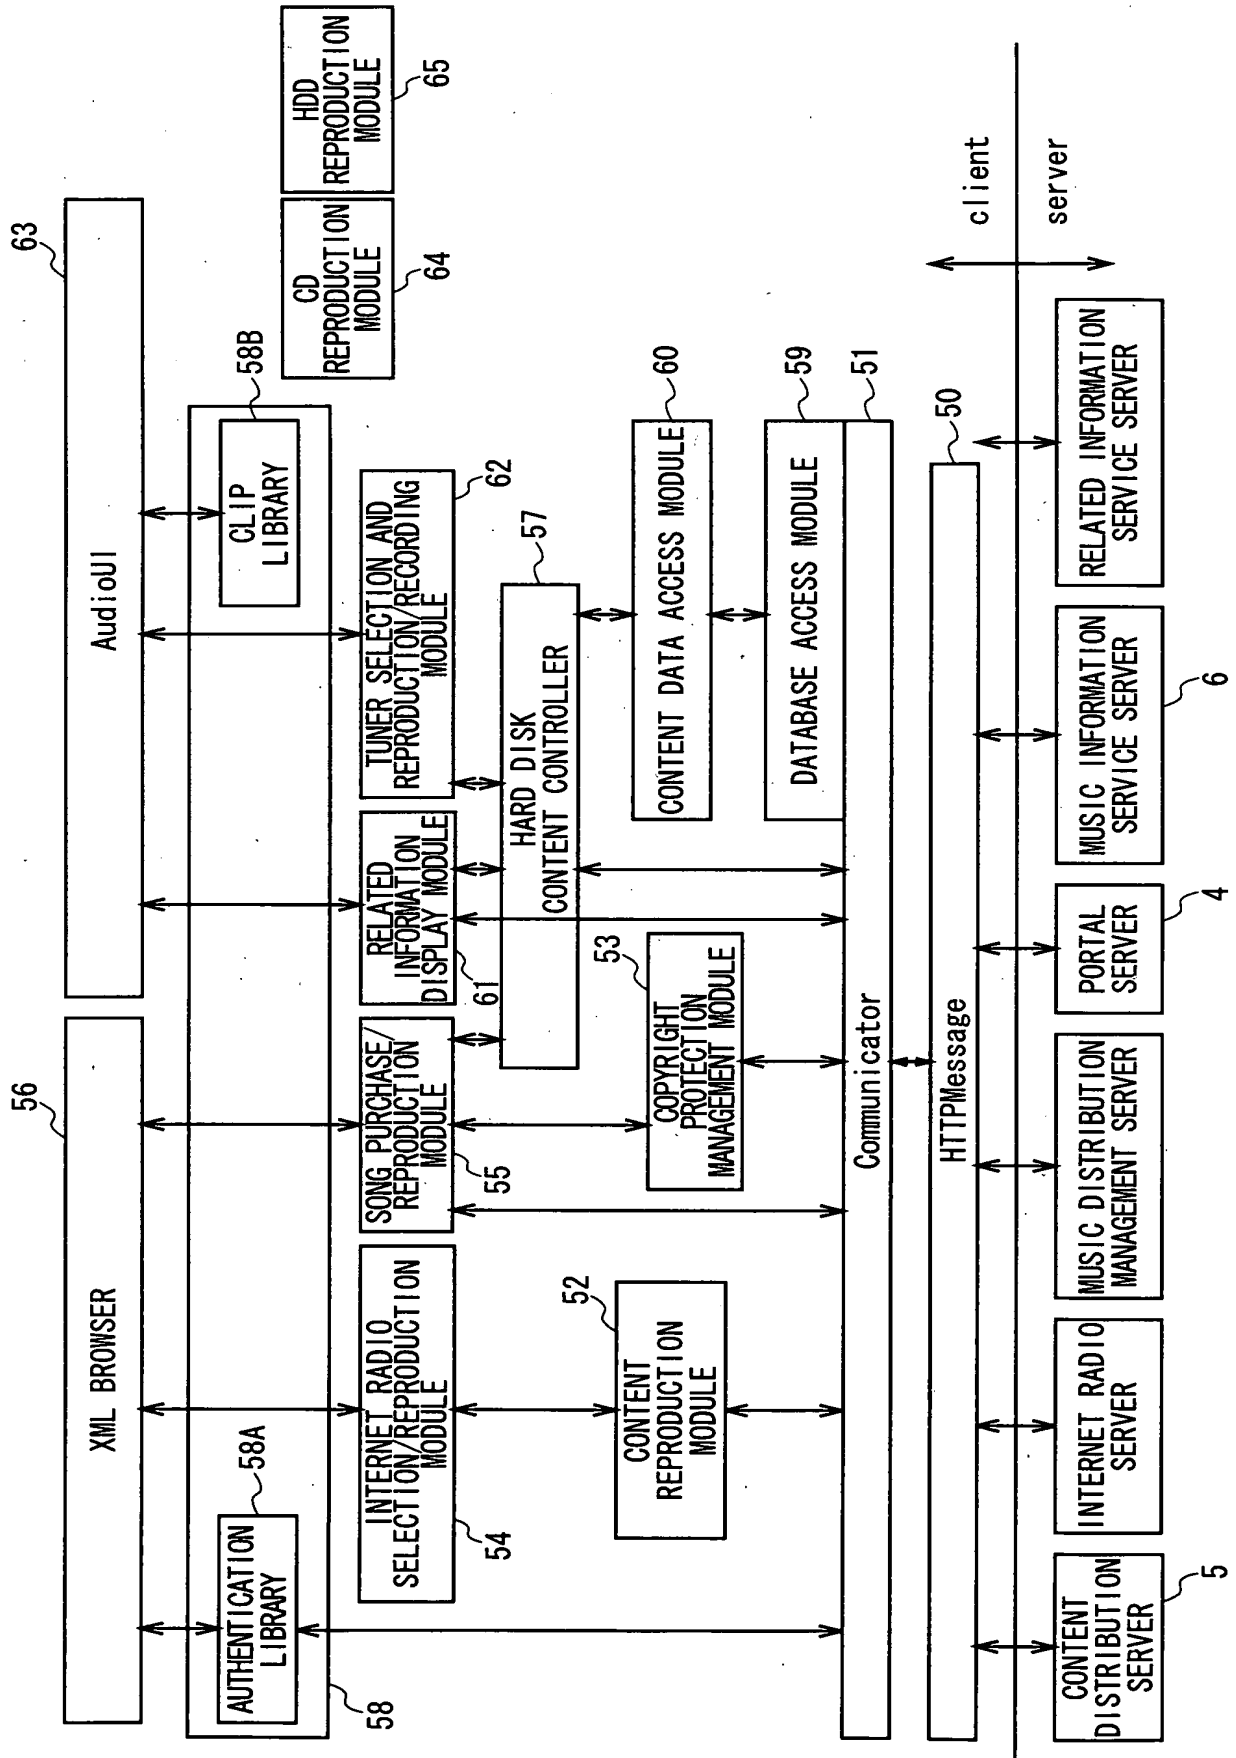 56
XML BROWSER
63
AudioUI
58
58A
AUTHENTICATION
LIBRARY
58B
CLIP
LIBRARY
CD
REPRODUCTION
MODULE
64
HDD
REPRODUCTION
MODULE
65
INTERNET RADIO
SELECTION/REPRODUCTION
MODULE
54
SONG PURCHASE/
REPRODUCTION
MODULE
55
RELATED
INFORMATION
DISPLAY MODULE
61
TUNER SELECTION AND
REPRODUCTION/RECORDING
MODULE
62
HARD DISK
CONTENT CONTROLLER
57
CONTENT
REPRODUCTION
MODULE
52
COPYRIGHT
PROTECTION
MANAGEMENT MODULE
53
CONTENT DATA ACCESS MODULE
60
DATABASE ACCESS MODULE
59
Communicator
51
HTTPMessage
50
client
server
CONTENT
DISTRIBUTION
SERVER
5
INTERNET RADIO
SERVER
MUSIC DISTRIBUTION
MANAGEMENT SERVER
PORTAL
SERVER
4
MUSIC INFORMATION
SERVICE SERVER
6
RELATED INFORMATION
SERVICE SERVER